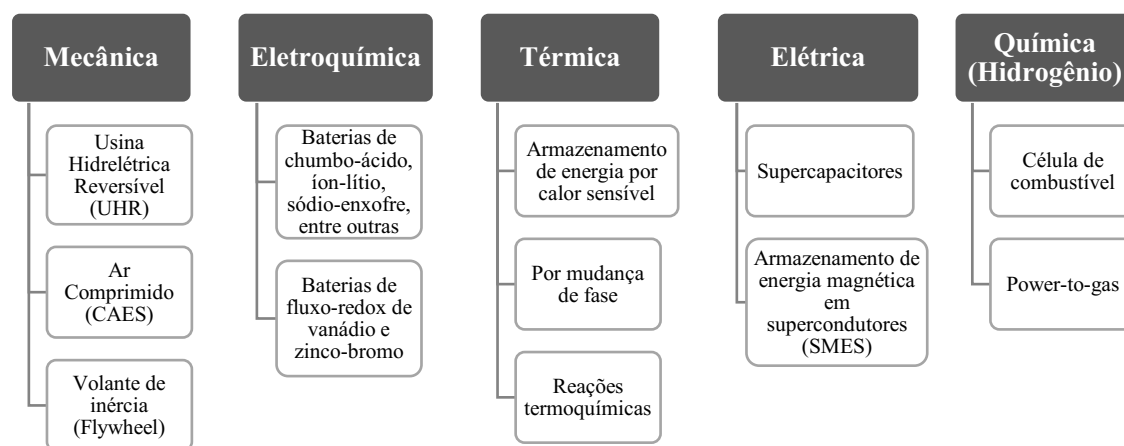 Mecânica
Usina
Hidrelétrica
Reversível
(UHR)
Ar
Comprimido
(CAES)
Volante de
inércia
(Flywheel)
Eletroquímica
Baterias de
chumbo-ácido,
íon-lítio,
sódio-enxofre,
entre outras
Baterias de
fluxo-redox de
vanádio e
zinco-bromo
Térmica
Armazenamento
de energia por
calor sensível
Por mudança
de fase
Reações
termoquímicas
Elétrica
Supercapacitores
Armazenamento de
energia magnética
em
supercondutores
(SMES)
Química
(Hidrogênio)
Célula de
combustível
Power-to-gas